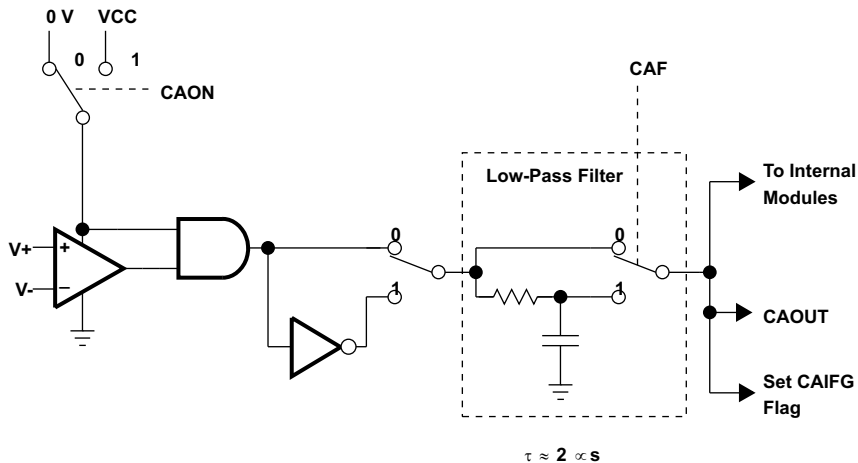 0 V VCC
0 1
CAON
CAF
Low-Pass Filter
To Internal
Modules
V+
+
V-
−
0
1
0
1
CAOUT
Set CAIFG
Flag
τ ≈ 2 ∝ s